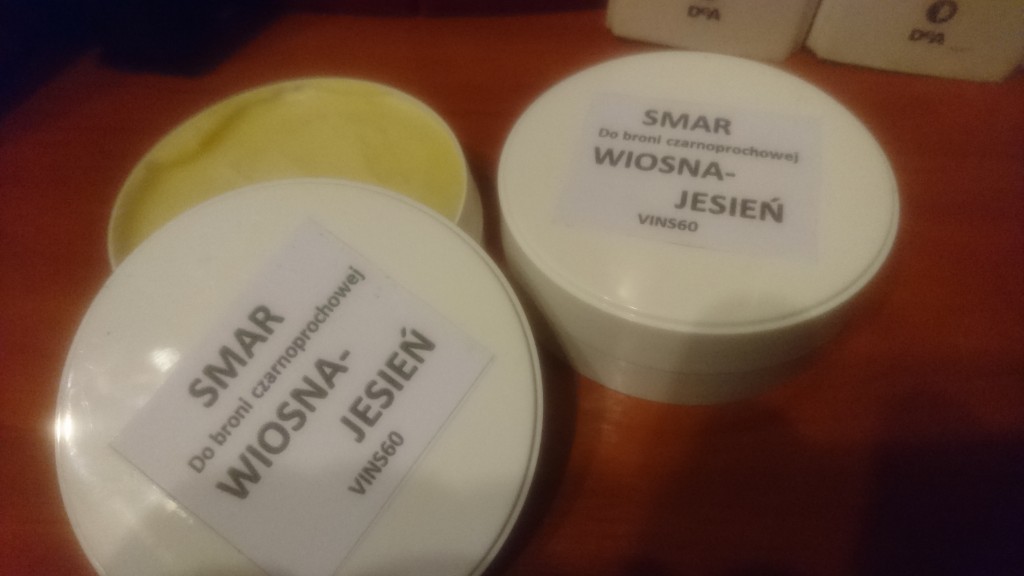 SMAR
Do broni czarnoprochowej
WIOSNA-
JESIEŃ
VINS60
SMAR
Do broni czarnoprochowej
WIOSNA-
JESIEŃ
VINS60